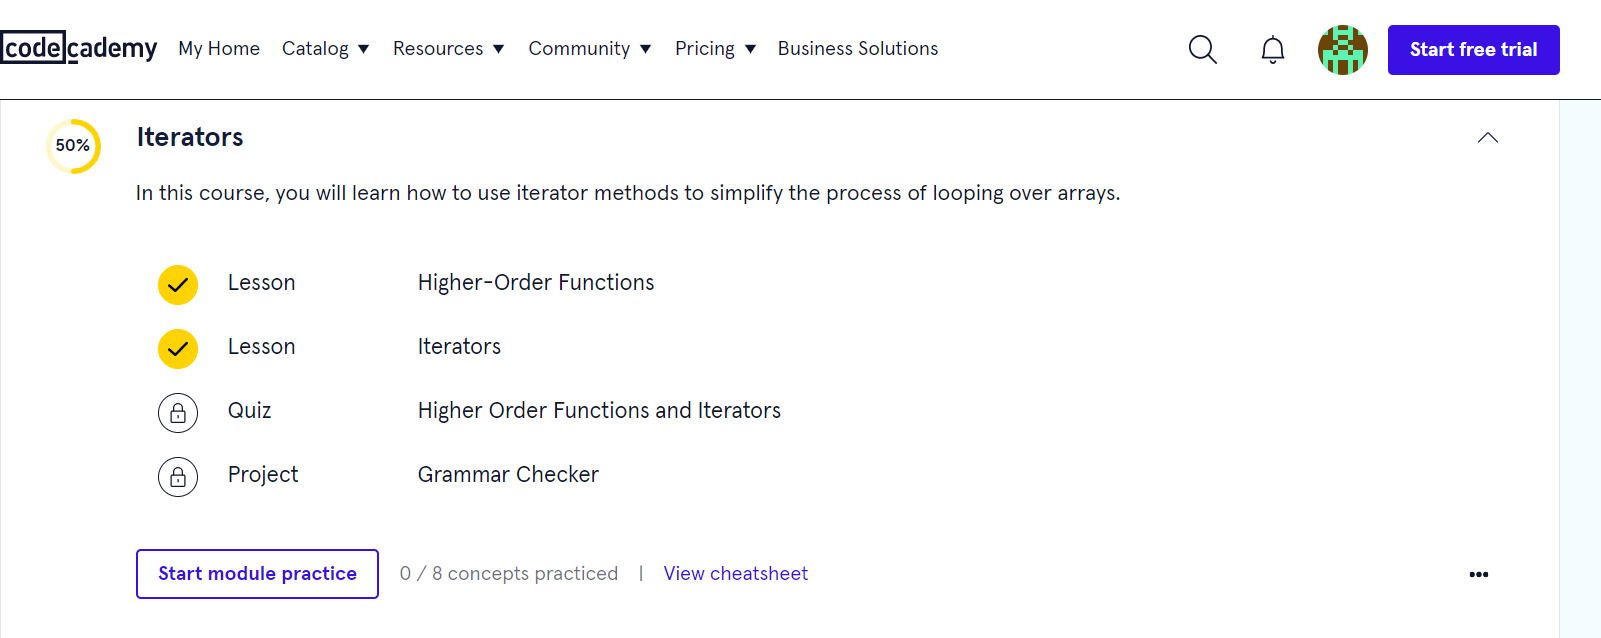 codecademy My Home Catalog Resources Community Pricing Business Solutions Start free trial
50% Iterators
In this course, you will learn how to use iterator methods to simplify the process of looping over arrays.
Lesson Higher-Order Functions
Lesson Iterators
Quiz Higher Order Functions and Iterators
Project Grammar Checker
Start module practice 0 / 8 concepts practiced | View cheatsheet